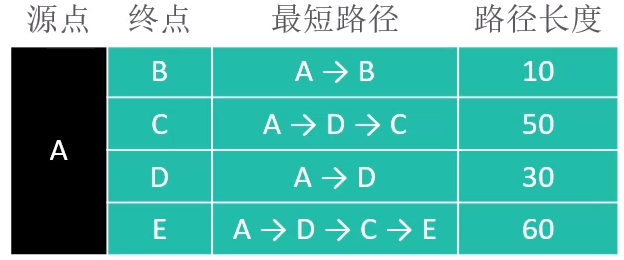 源点 终点 最短路径 路径长度
A
B A → B 10
C A → D → C 50
D A → D 30
E A → D → C → E 60